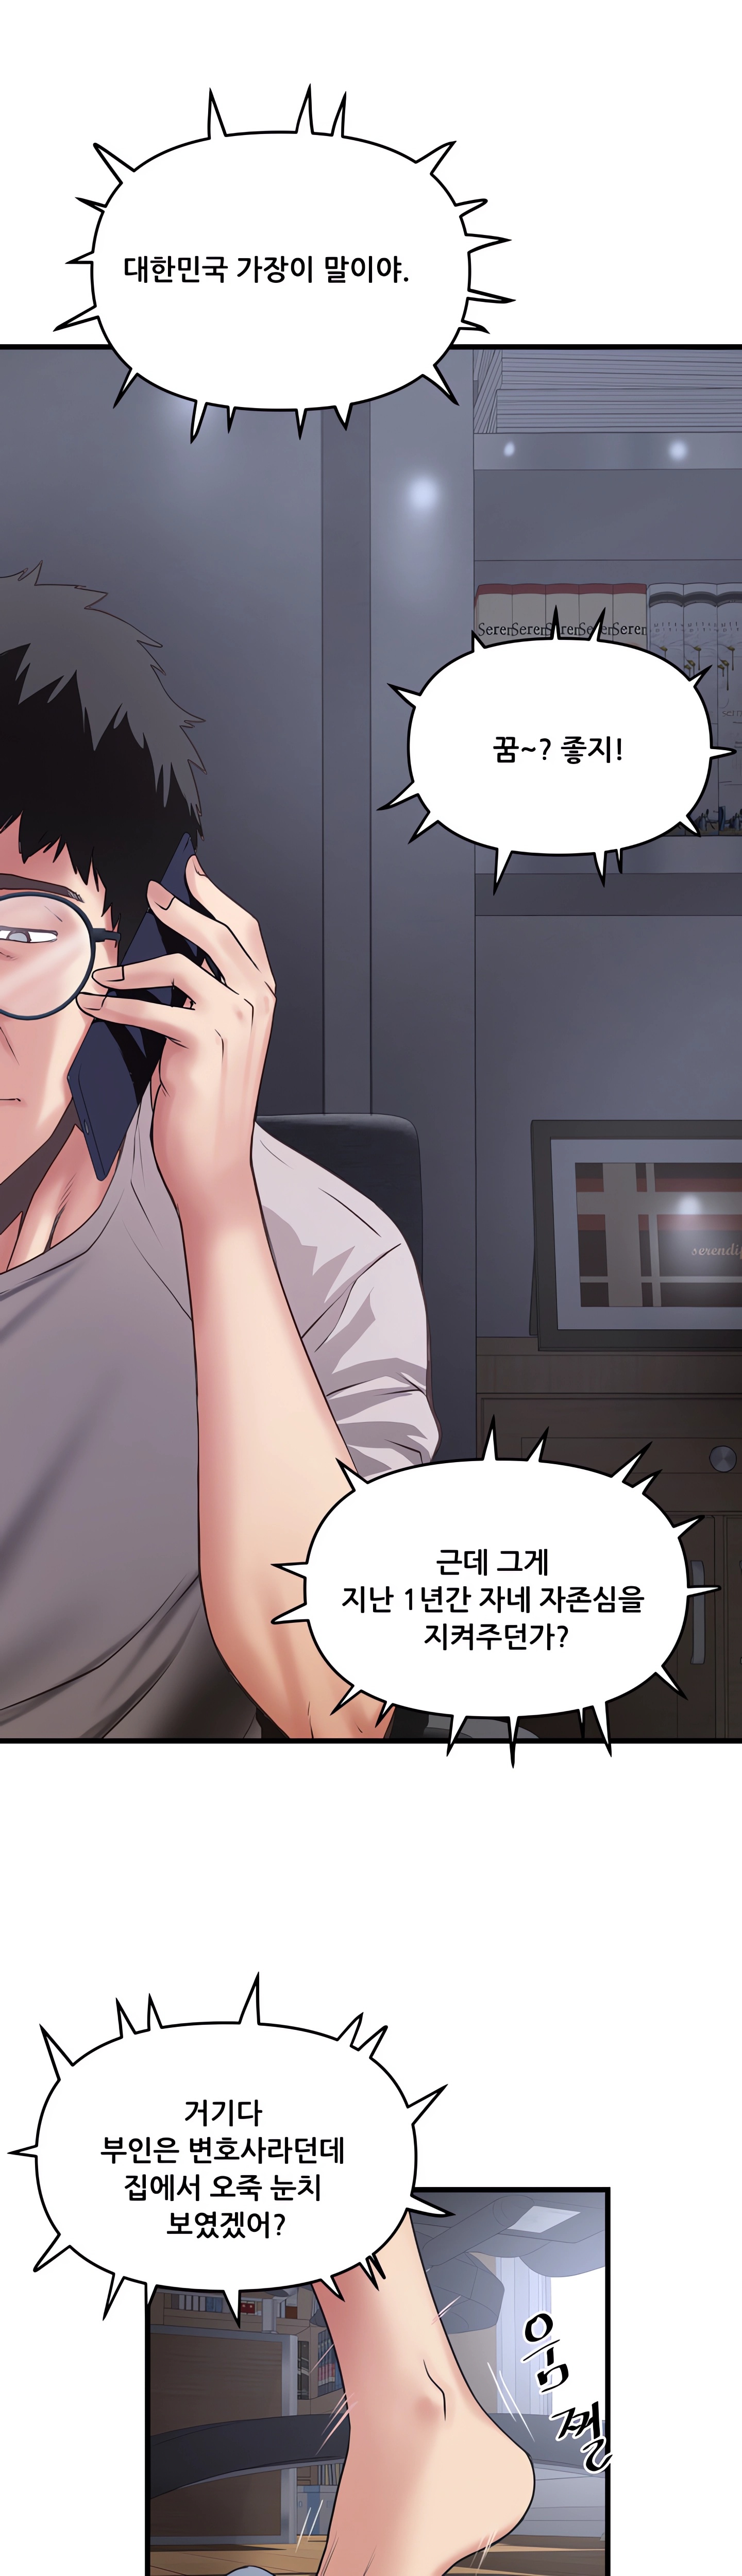 대한민국 가장이 말이야.
SerenSerenSerenSerenSeren
꿈~? 좋지!
serendip
근데 그게
지난 1년간 자네 자존심을
지켜주던가?
거기다
부인은 변호사라던데
집에서 오죽 눈치
보였겠어?
움
찔